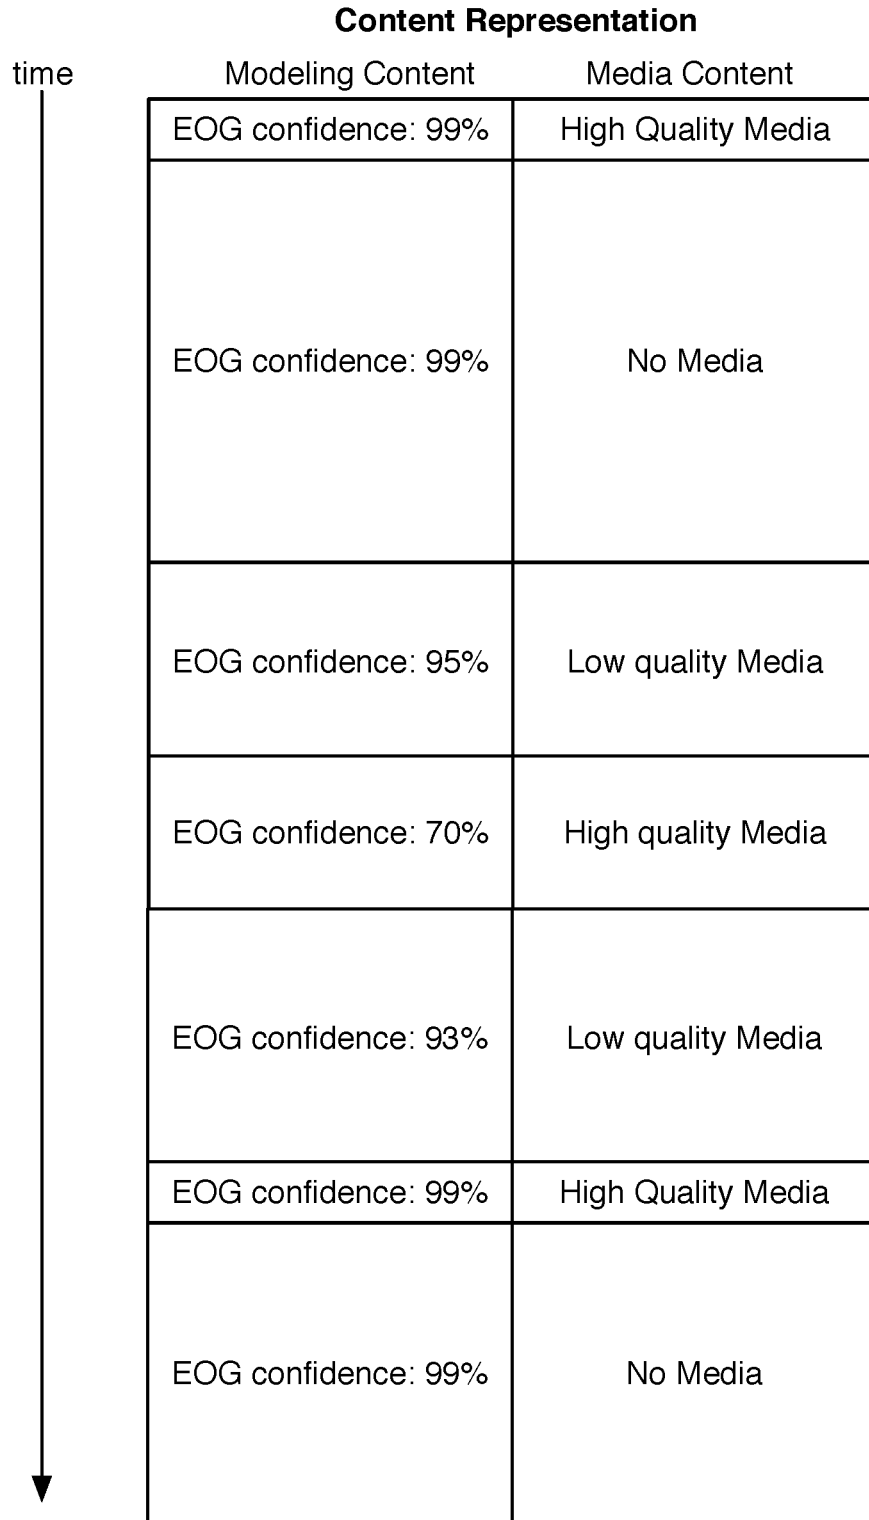 Content Representation
time Modeling Content Media Content
EOG confidence: 99% High Quality Media
EOG confidence: 99% No Media
EOG confidence: 95% Low quality Media
EOG confidence: 70% High quality Media
EOG confidence: 93% Low quality Media
EOG confidence: 99% High Quality Media
EOG confidence: 99% No Media